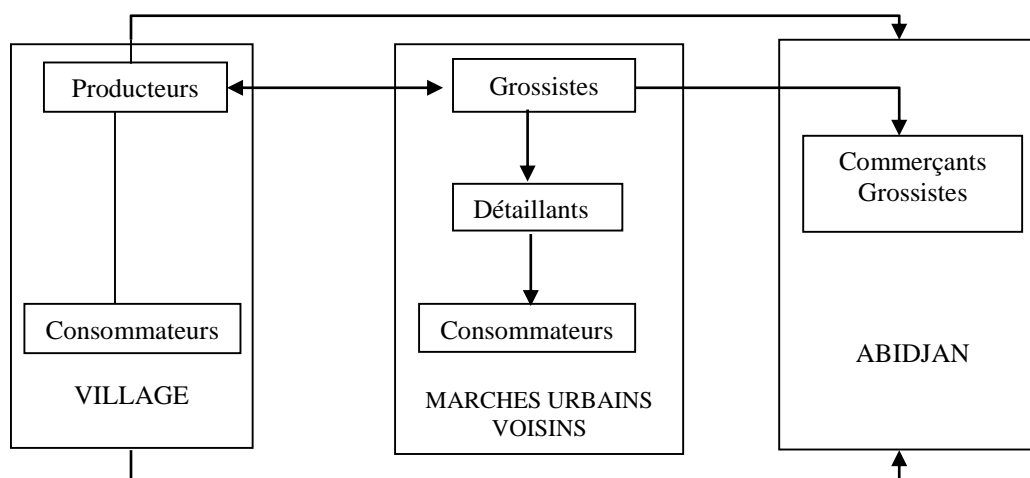 Producteurs
Consommateurs
VILLAGE
Grossistes
Détaillants
Consommateurs
MARCHES URBAINS
VOISINS
Commerçants
Grossistes
ABIDJAN